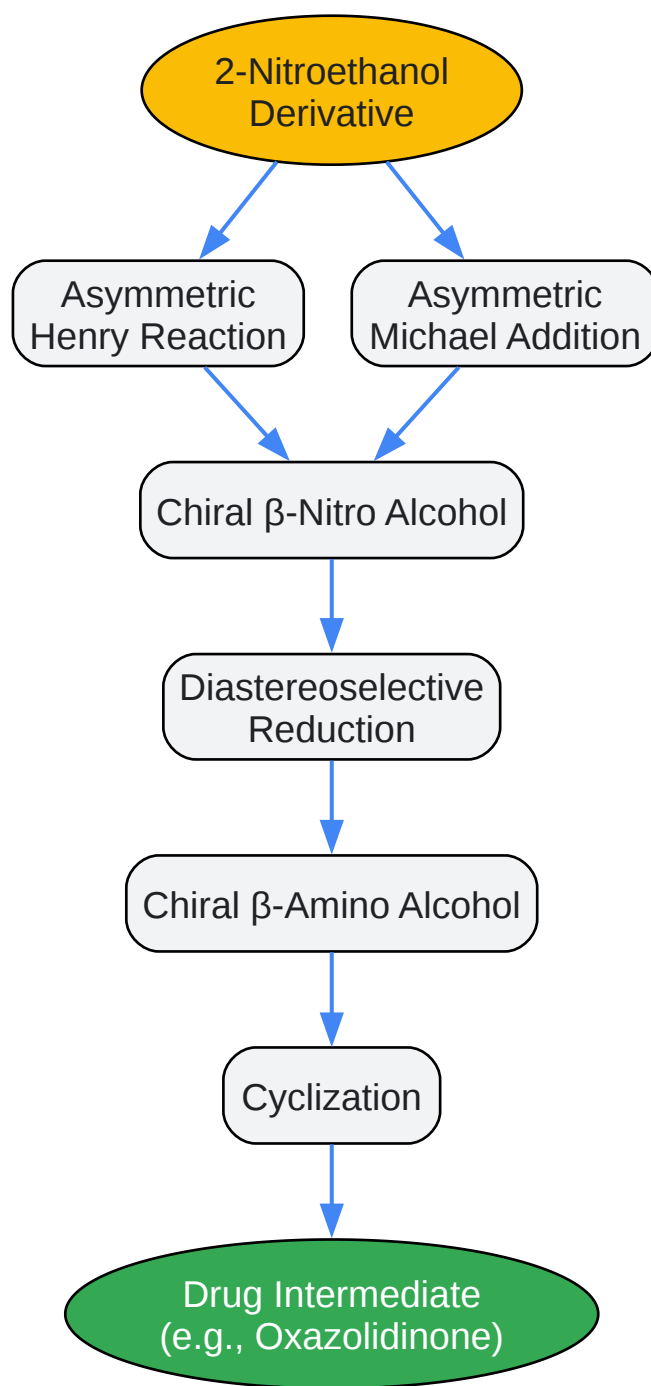 2-Nitroethanol
Derivative
Asymmetric
Henry Reaction
Asymmetric
Michael Addition
Chiral β-Nitro Alcohol
Diastereoselective
Reduction
Chiral β-Amino Alcohol
Cyclization
Drug Intermediate
(e.g., Oxazolidinone)